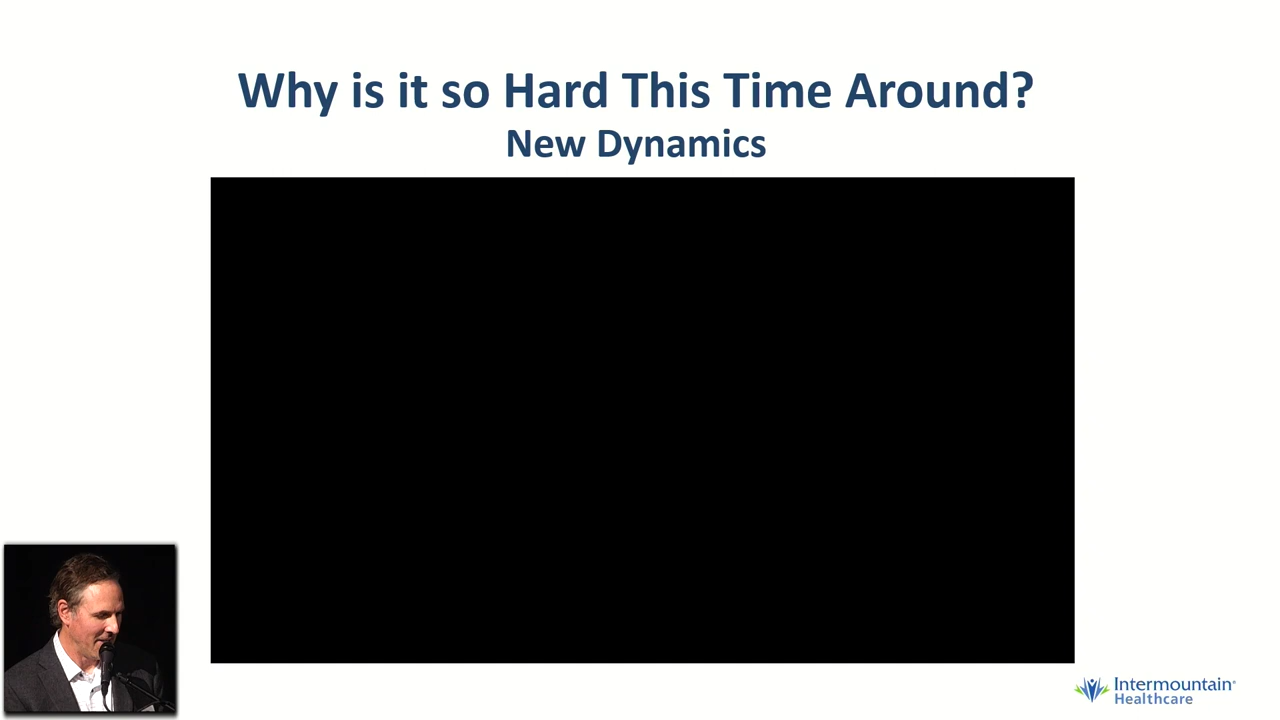 Why is it so Hard This Time Around?
New Dynamics
Intermountain®
Healthcare